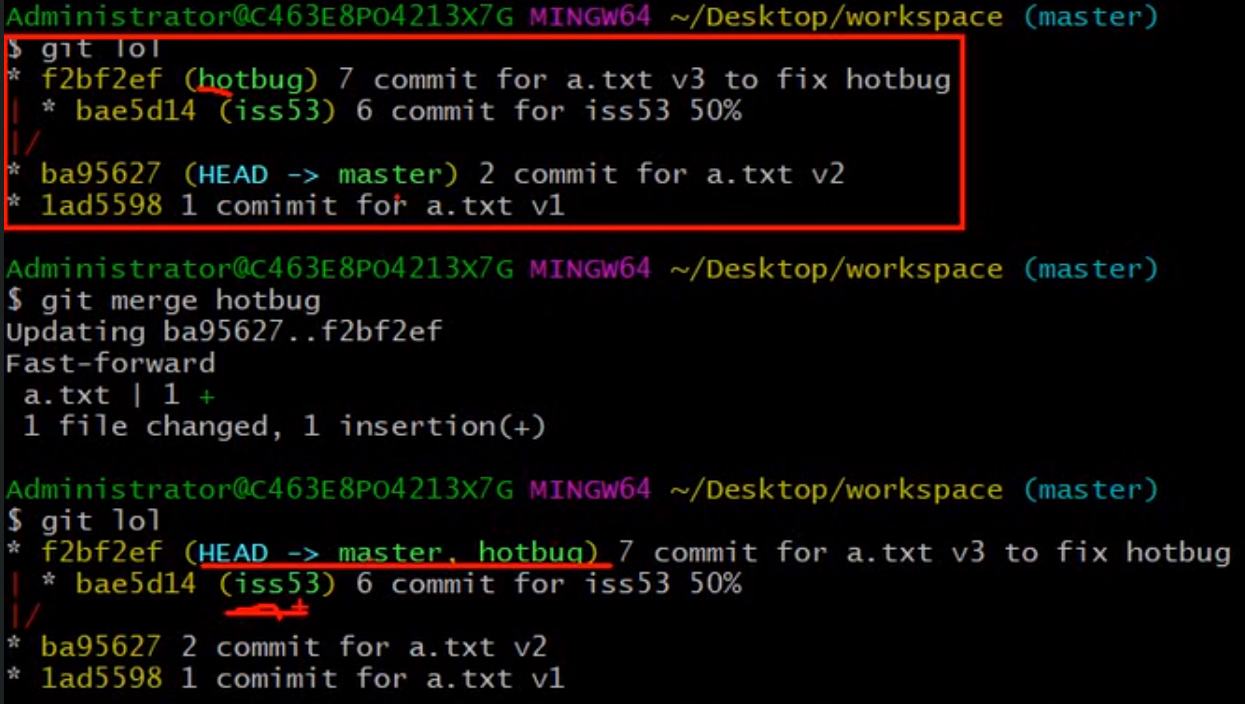 Administrator@C463E8PO4213X7G MINGW64 ~/Desktop/workspace (master)
$ git lol
* f2bf2ef (hotbug) 7 commit for a.txt v3 to fix hotbug
| * bae5d14 (iss53) 6 commit for iss53 50%
|/
* ba95627 (HEAD -> master) 2 commit for a.txt v2
* 1ad5598 1 comimit for a.txt v1
Administrator@C463E8PO4213X7G MINGW64 ~/Desktop/workspace (master)
$ git merge hotbug
Updating ba95627..f2bf2ef
Fast-forward
 a.txt | 1 +
 1 file changed, 1 insertion(+)
Administrator@C463E8PO4213X7G MINGW64 ~/Desktop/workspace (master)
$ git lol
* f2bf2ef (HEAD -> master, hotbug) 7 commit for a.txt v3 to fix hotbug
| * bae5d14 (iss53) 6 commit for iss53 50%
|/
* ba95627 2 commit for a.txt v2
* 1ad5598 1 comimit for a.txt v1